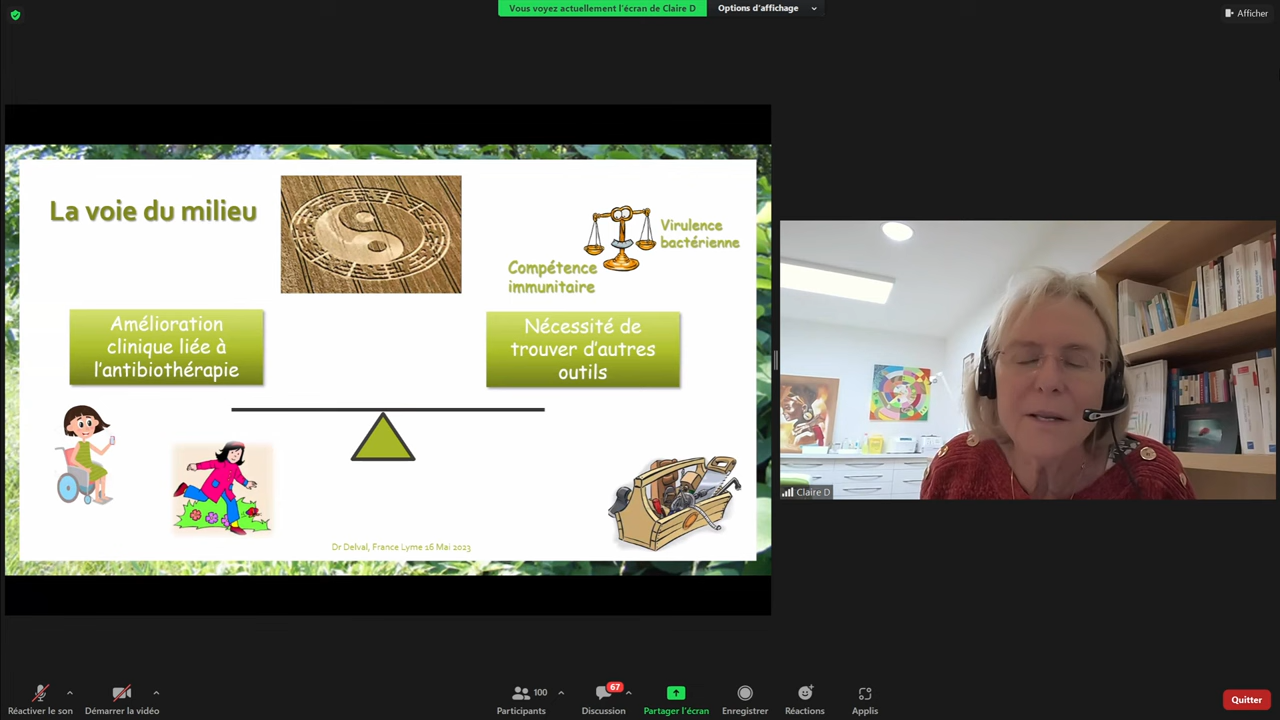 Vous voyez actuellement l'écran de Claire D
Options d'affichage
Afficher
La voie du milieu
Virulence
bactérienne
Compétence
immunitaire
Amélioration
clinique liée à
l'antibiothérapie
Nécessité de
trouver d'autres
outils
Dr Delval, France Lyme 16 Mai 2023
Claire D
Réactiver le son
Démarrer la vidéo
100
Participants
67
Discussion
Partager l'écran
Enregistrer
Réactions
Applis
Quitter